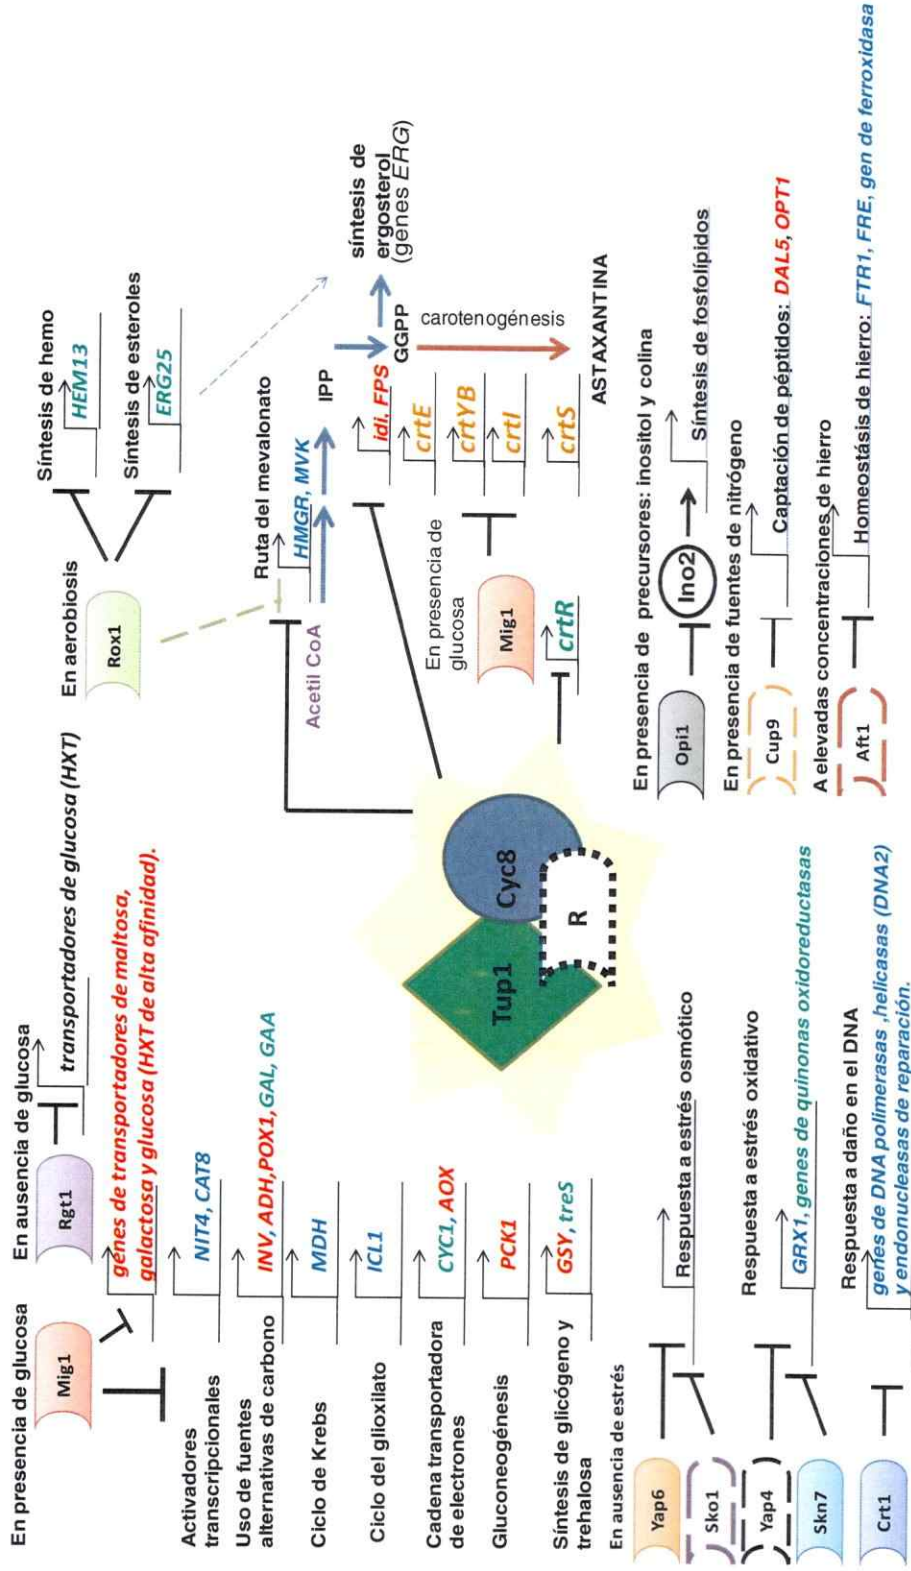 En presencia de glucosa
Mig1
En ausencia de glucosa
Rgt1
transportadores de glucosa (HXT)
genes de transportadores de maltosa,
galactosa y glucosa (HXT de alta afinidad).
Activadores
transcripcionales
NIT4, CAT8
Uso de fuentes
alternativas de carbono
INV, ADH,POX1,GAL, GAA
Ciclo de Krebs
MDH
Ciclo del glioxilato
ICL1
Cadena transportadora
de electrones
CYC1, AOX
Gluconeogénesis
PCK1
Síntesis de glicógeno y
trehalosa
GSY, treS
En aerobiosis
Rox1
Síntesis de hemo
HEM13
Síntesis de esteroles
ERG25
Ruta del mevalonato
HMGR, MVK
Acetil CoA
IPP
síntesis de
ergosterol
(genes ERG)
GGPP
carotenogénesis
ASTAXANTINA
idi, FPS
crtE
crtYB
crtI
crtS
En presencia de
glucosa
Mig1
crtR
Tup1
Cyc8
R
En ausencia de estrés
Yap6
Sko1
Respuesta a estrés osmótico
Yap4
Skn7
Respuesta a estrés oxidativo
GRX1, genes de quinonas oxidoreductasas
Crt1
Respuesta a daño en el DNA
genes de DNA polimerasas ,helicasas (DNA2)
y endonucleasas de reparación.
En presencia de precursores: inositol y colina
Opi1
Ino2
Síntesis de fosfolípidos
En presencia de fuentes de nitrógeno
Cup9
Captación de péptidos: DAL5, OPT1
A elevadas concentraciones de hierro
Aft1
Homeostásis de hierro: FTR1, FRE, gen de ferroxidasa